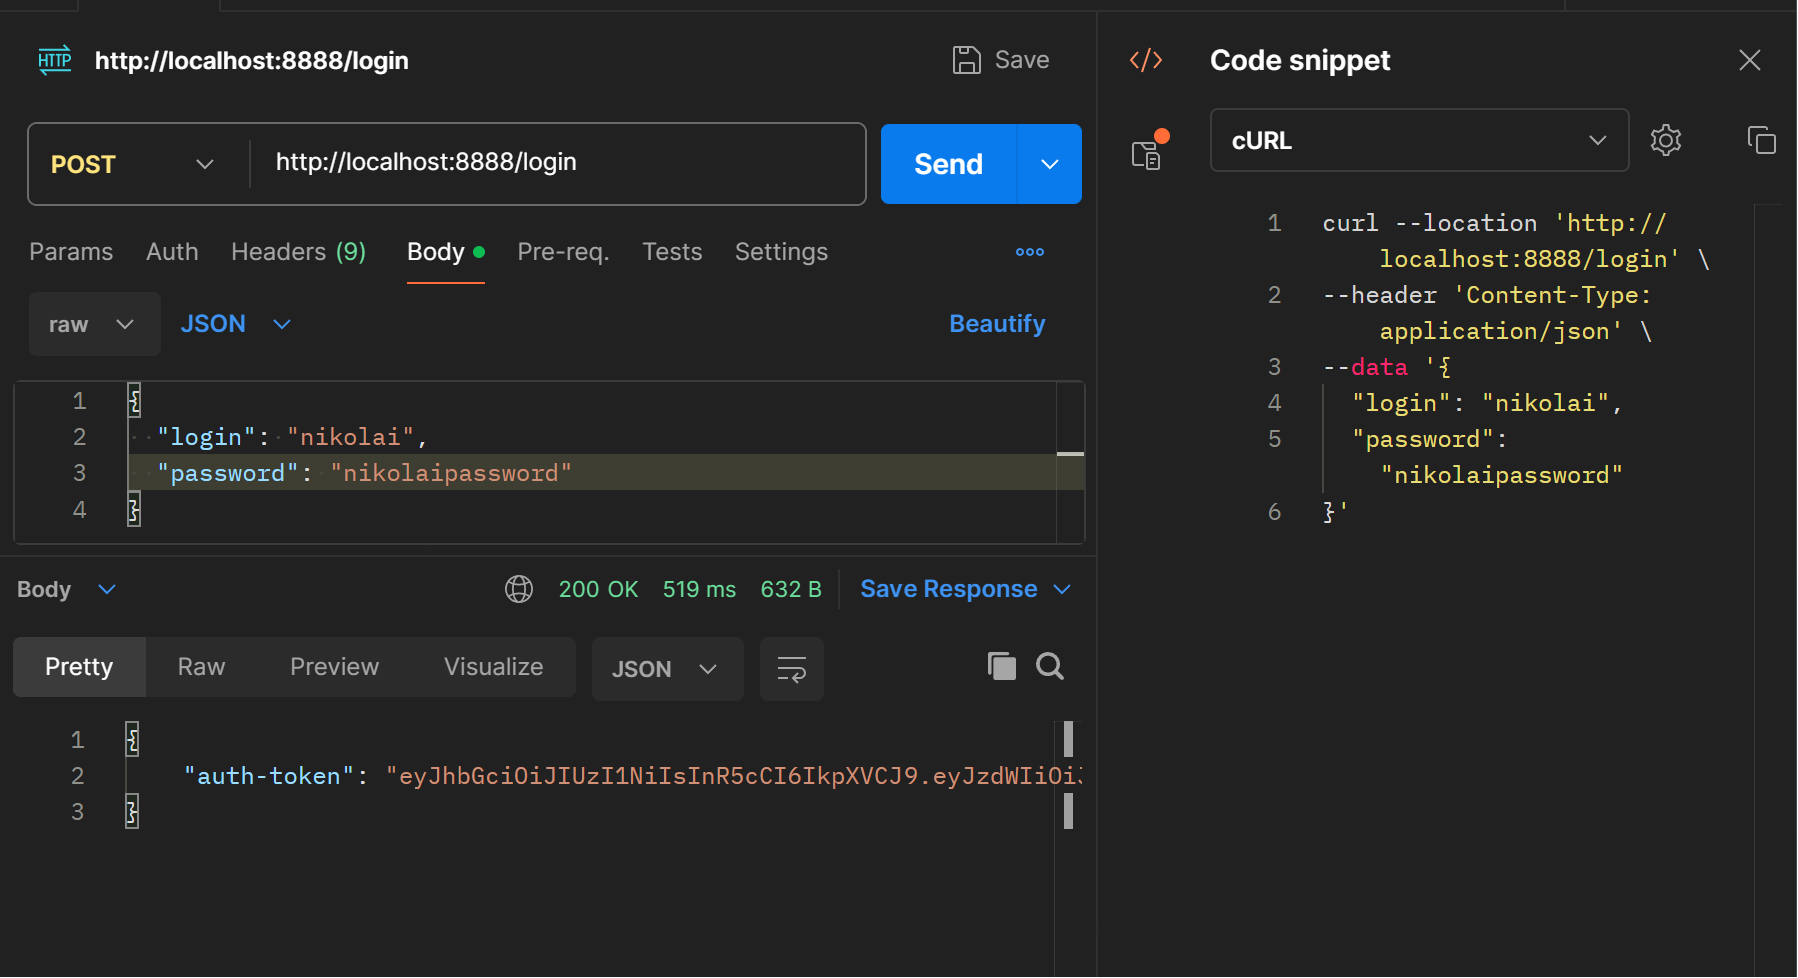 HTTP http://localhost:8888/login Save
POST http://localhost:8888/login Send
Params Auth Headers (9) Body Pre-req. Tests Settings
raw JSON Beautify
1 {
2 "login": "nikolai",
3 "password": "nikolaipassword"
4 }
Body 200 OK 519 ms 632 B Save Response
Pretty Raw Preview Visualize JSON
1 {
2 "auth-token": "eyJhbGciOiJIUzI1NiIsInR5cCI6IkpXVCJ9.eyJzdWIiOiJ
3 }
</> Code snippet
cURL
1 curl --location 'http://
localhost:8888/login' \
2 --header 'Content-Type:
application/json' \
3 --data '{
4 "login": "nikolai",
5 "password":
"nikolaipassword"
6 }'